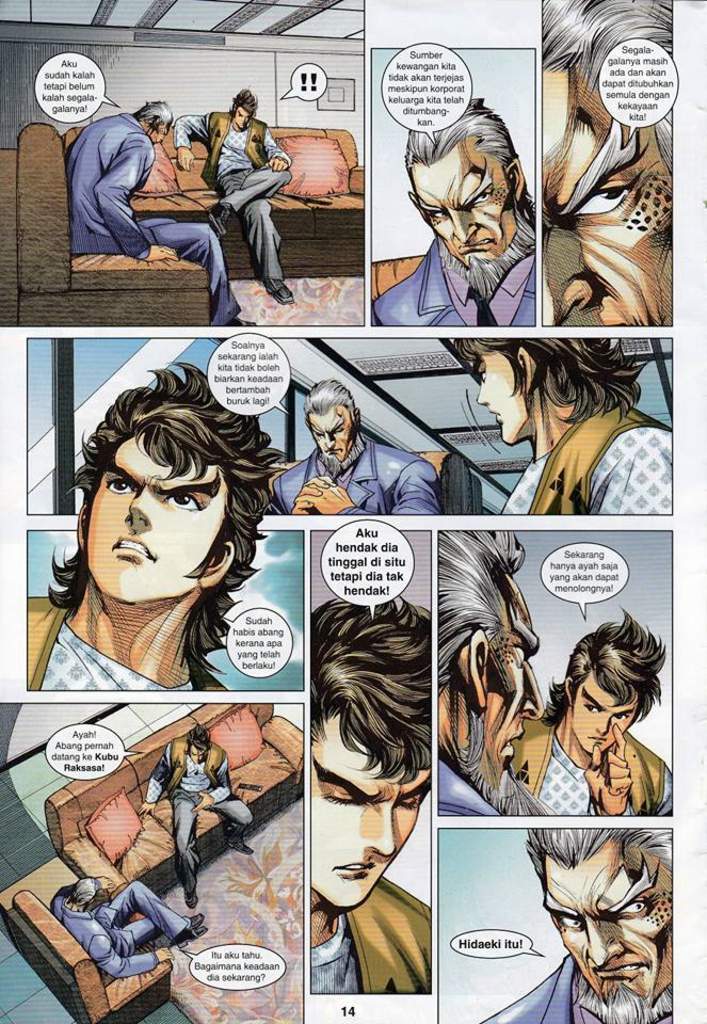 Aku
sudah kalah
tetapi belum
kalah segala-
galanya!
!!
Sumber
kewangan kita
tidak akan terjejas
meskipun korporat
keluarga kita telah
ditumbang-
kan.
Segala-
galanya masih
ada dan akan
dapat ditubuhkan
semula dengan
kekayaan
kita!
Soalnya
sekarang ialah
kita tidak boleh
biarkan keadaan
bertambah
buruk lagi!
Sudah
habis abang
kerana apa
yang telah
berlaku!
Ayah!
Abang pernah
datang ke Kubu
Raksasa!
Itu aku tahu.
Bagaimana keadaan
dia sekarang?
Aku
hendak dia
tinggal di situ
tetapi dia tak
hendak!
Sekarang
hanya ayah saja
yang akan dapat
menolongnya!
Hidaeki itu!
14